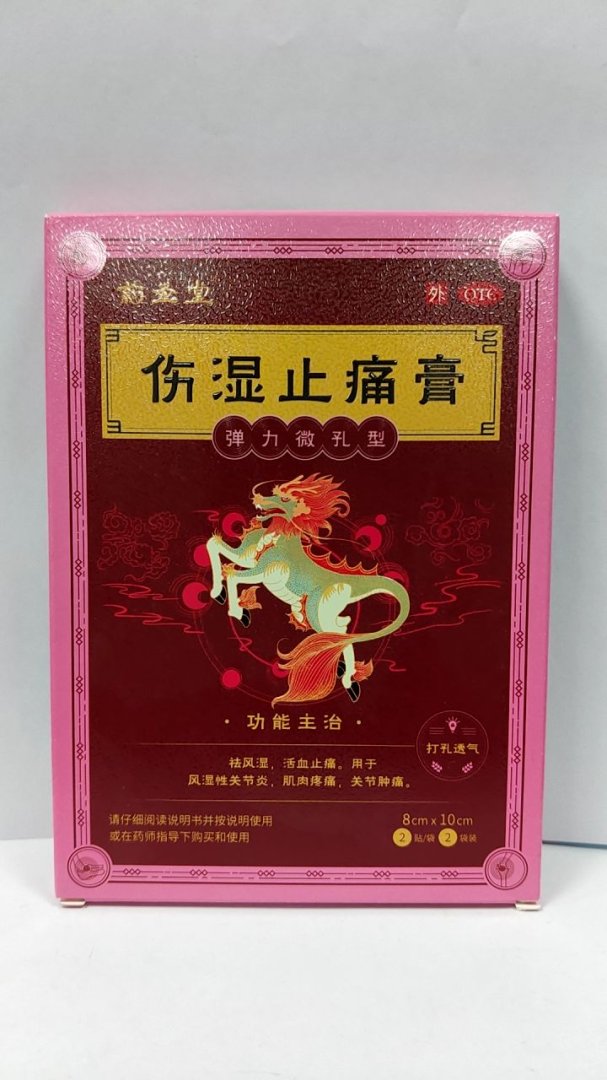 药圣堂
外 OTC
伤湿止痛膏
弹力微孔型
·功能主治·
祛风湿，活血止痛。用于
风湿性关节炎，肌肉疼痛，关节肿痛。
打孔透气
请仔细阅读说明书并按说明使用
或在药师指导下购买和使用
8cm x 10cm
2贴/袋 2袋装